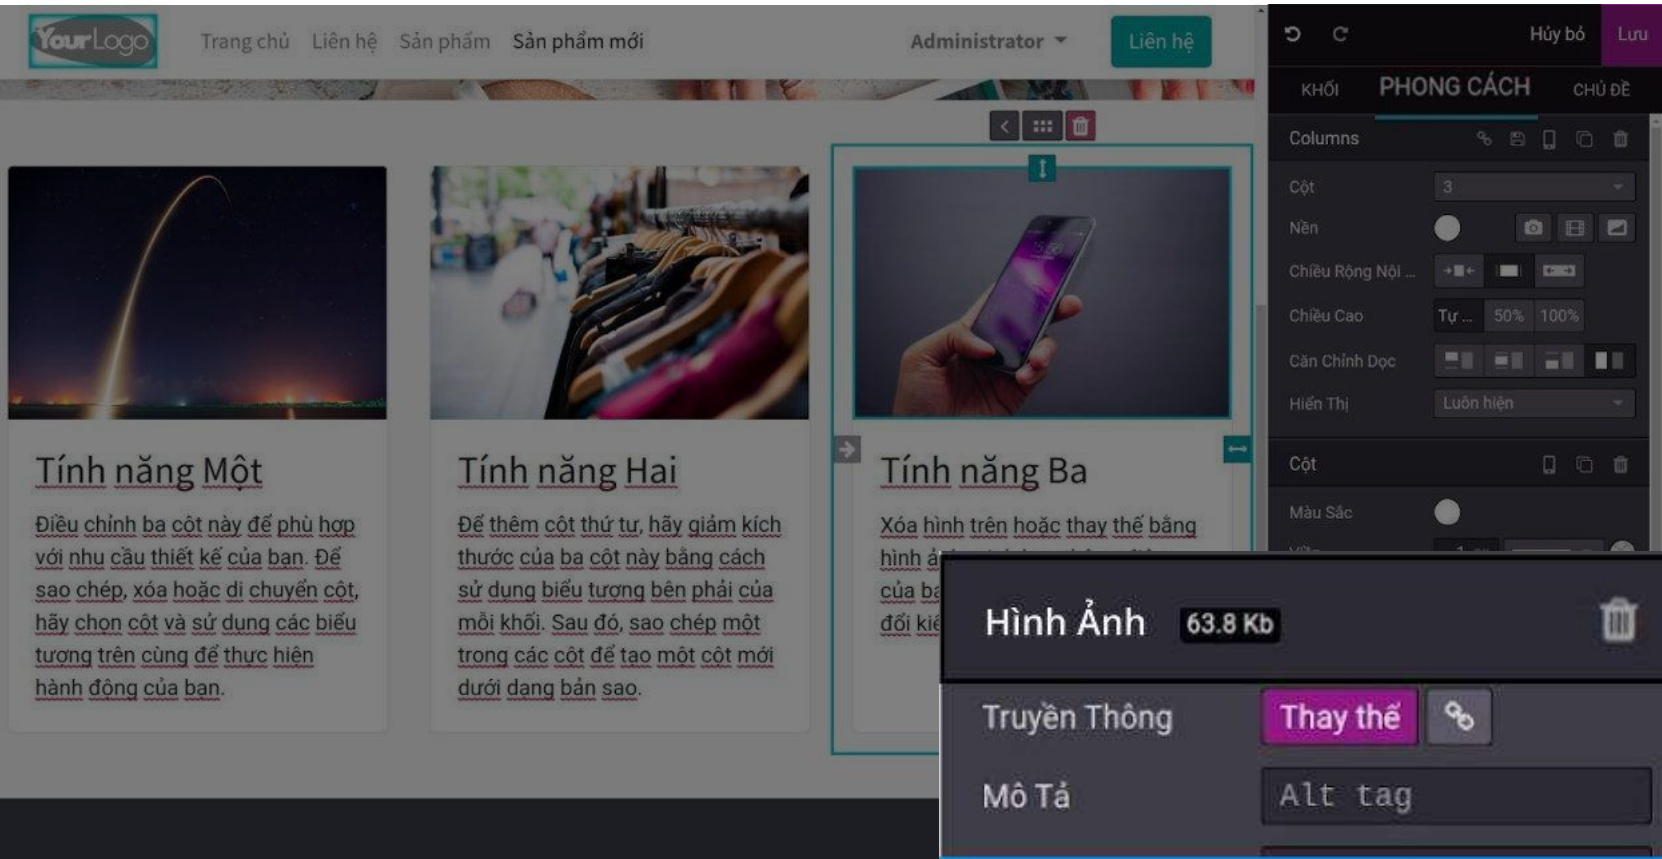 YourLogo
Trang chủ Liên hệ Sản phẩm Sản phẩm mới
Administrator
Liên hệ
Hủy bỏ
Lưu
KHỐI PHONG CÁCH CHỦ ĐỀ
Columns
Cột 3
Nền
Chiều Rộng Nội ...
Chiều Cao Tự ... 50% 100%
Căn Chỉnh Dọc
Hiển Thị Luôn hiện
Cột
Màu Sắc
Tính năng Một
Điều chỉnh ba cột này để phù hợp
với nhu cầu thiết kế của bạn. Để
sao chép, xóa hoặc di chuyển cột,
hãy chọn cột và sử dụng các biểu
tượng trên cùng để thực hiện
hành động của bạn.
Tính năng Hai
Để thêm cột thứ tư, hãy giảm kích
thước của ba cột này bằng cách
sử dụng biểu tượng bên phải của
mỗi khối. Sau đó, sao chép một
trong các cột để tạo một cột mới
dưới dạng bản sao.
Tính năng Ba
Xóa hình trên hoặc thay thế bằng
hình
của
đổi
Hình Ảnh 63.8 Kb
Truyền Thông Thay thế
Mô Tả Alt tag